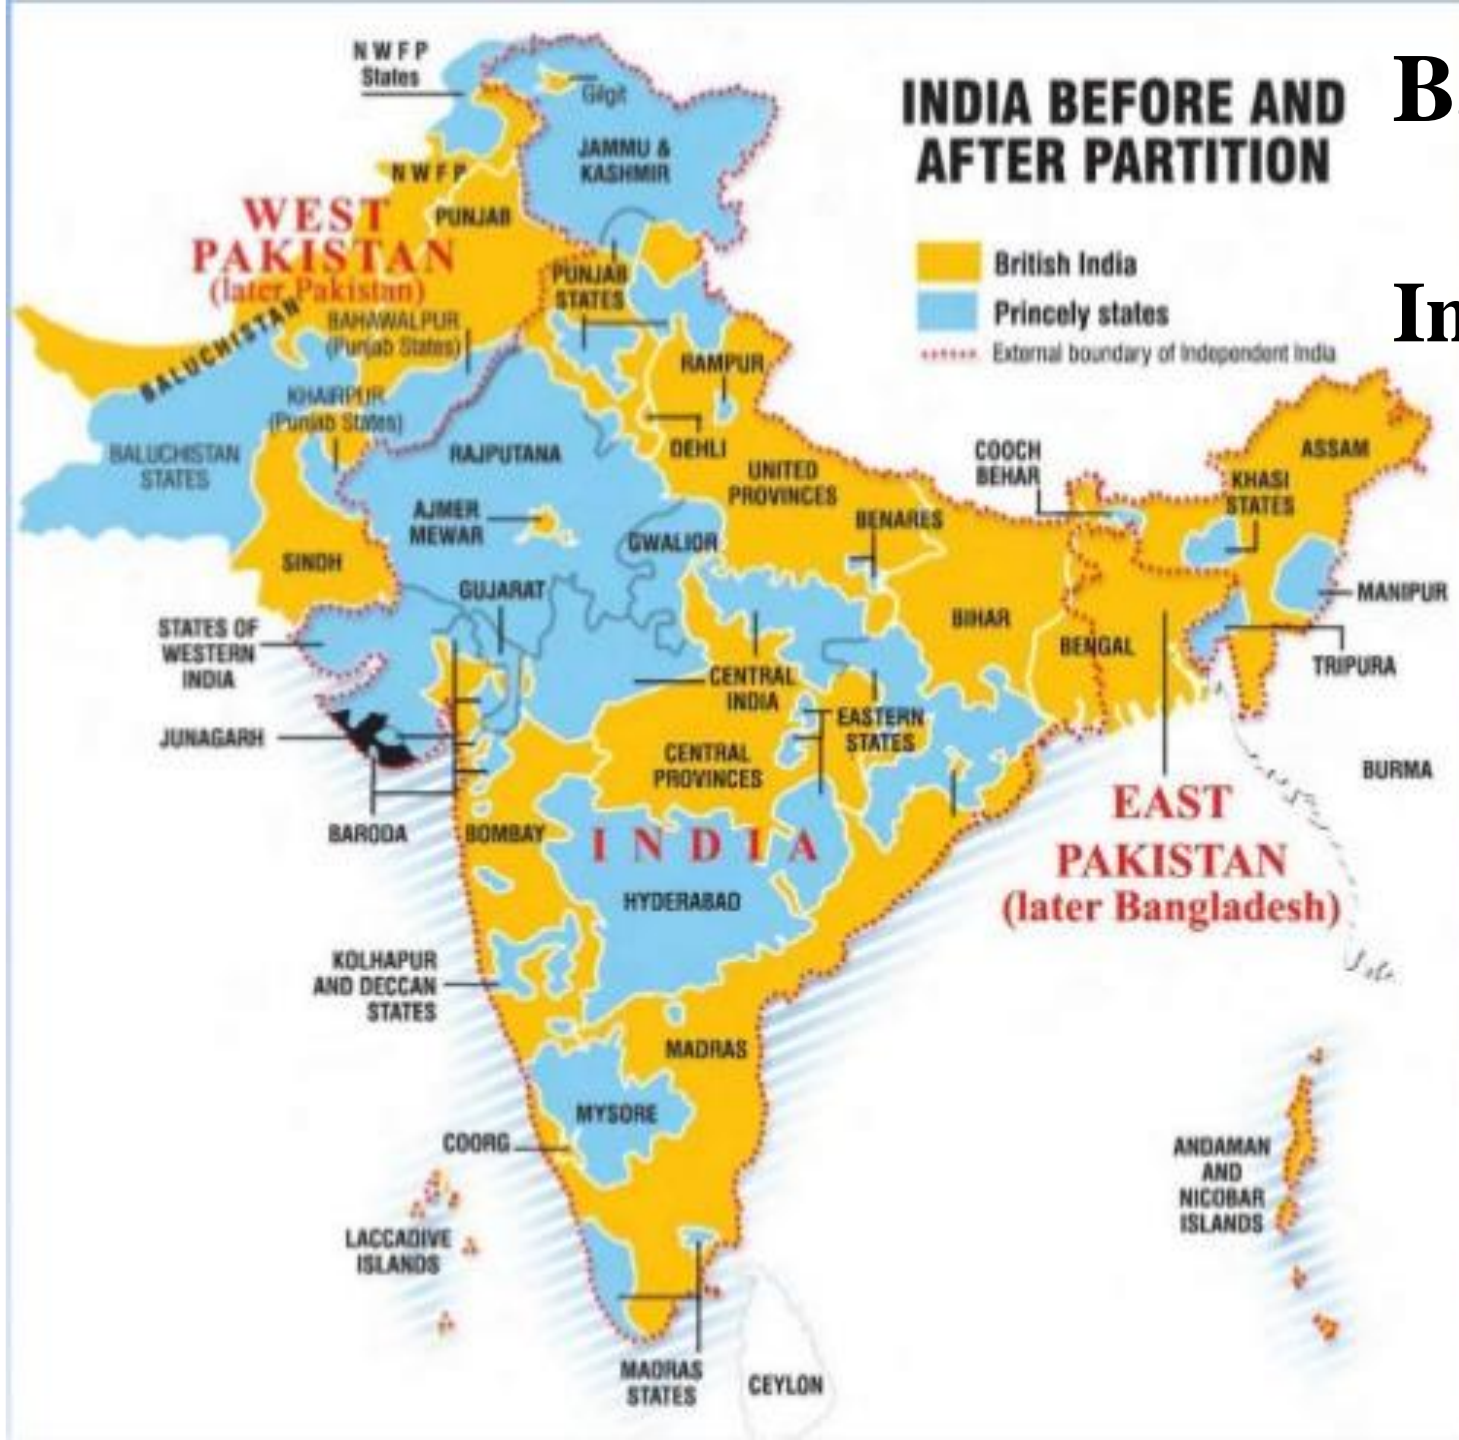 B.
In
INDIA BEFORE AND
AFTER PARTITION
British India
Princely states
External boundary of Independent India
N W F P
States
Gilgit
JAMMU &
KASHMIR
N W F P
PUNJAB
WEST
PAKISTAN
(later Pakistan)
PUNJAB
STATES
BALUCHISTAN
BAHAWALPUR
(Punjab States)
RAMPUR
KHAIRPUR
(Punjab States)
DEHLI
BALUCHISTAN
STATES
RAJPUTANA
UNITED
PROVINCES
COOCH
BEHAR
ASSAM
KHASI
STATES
AJMER
MEWAR
BENARES
GWALIOR
SINDH
GUJARAT
MANIPUR
BIHAR
BENGAL
STATES OF
WESTERN
INDIA
TRIPURA
CENTRAL
INDIA
EASTERN
STATES
JUNAGARH
CENTRAL
PROVINCES
BURMA
EAST
PAKISTAN
(later Bangladesh)
BARODA
BOMBAY
INDIA
HYDERABAD
KOLHAPUR
AND DECCAN
STATES
MADRAS
MYSORE
COORG
ANDAMAN
AND
NICOBAR
ISLANDS
LACCADIVE
ISLANDS
MADRAS
STATES
CEYLON